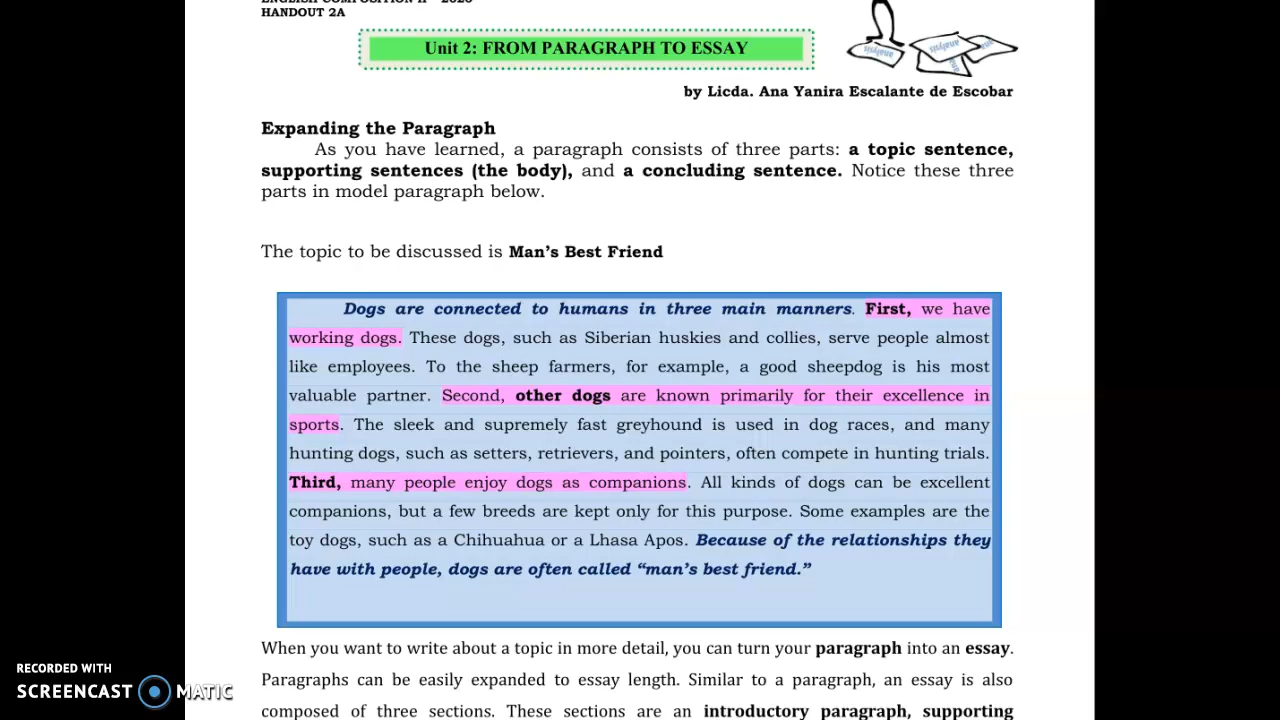 ENGLISH COMPOSITION II - 2020
HANDOUT 2A
Unit 2: FROM PARAGRAPH TO ESSAY
analysis
analysis
by Licda. Ana Yanira Escalante de Escobar
Expanding the Paragraph
As you have learned, a paragraph consists of three parts: a topic sentence,
supporting sentences (the body), and a concluding sentence. Notice these three
parts in model paragraph below.
The topic to be discussed is Man’s Best Friend
Dogs are connected to humans in three main manners. First, we have
working dogs. These dogs, such as Siberian huskies and collies, serve people almost
like employees. To the sheep farmers, for example, a good sheepdog is his most
valuable partner. Second, other dogs are known primarily for their excellence in
sports. The sleek and supremely fast greyhound is used in dog races, and many
hunting dogs, such as setters, retrievers, and pointers, often compete in hunting trials.
Third, many people enjoy dogs as companions. All kinds of dogs can be excellent
companions, but a few breeds are kept only for this purpose. Some examples are the
toy dogs, such as a Chihuahua or a Lhasa Apos. Because of the relationships they
have with people, dogs are often called “man’s best friend.”
When you want to write about a topic in more detail, you can turn your paragraph into an essay.
Paragraphs can be easily expanded to essay length. Similar to a paragraph, an essay is also
composed of three sections. These sections are an introductory paragraph, supporting
RECORDED WITH
SCREENCAST MATIC